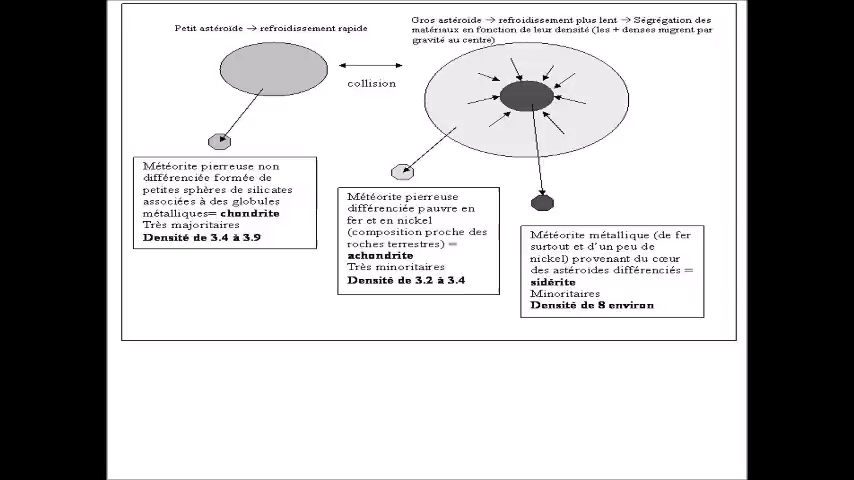 Petit astéroïde → refroidissement rapide
Gros astéroïde → refroidissement plus lent → Ségrégation des
matériaux en fonction de leur densité (les + denses migrent par
gravité au centre)
collision
Météorite pierreuse non
différenciée formée de
petites sphères de silicates
associées à des globules
métalliques= chondrite
Très majoritaires
Densité de 3.4 à 3.9
Météorite pierreuse
différenciée pauvre en
fer et en nickel
(composition proche des
roches terrestres) =
achondrite
Très minoritaires
Densité de 3.2 à 3.4
Météorite métallique (de fer
surtout et d'un peu de
nickel) provenant du cœur
des astéroides différenciés =
sidérite
Minoritaires
Densité de 8 environ